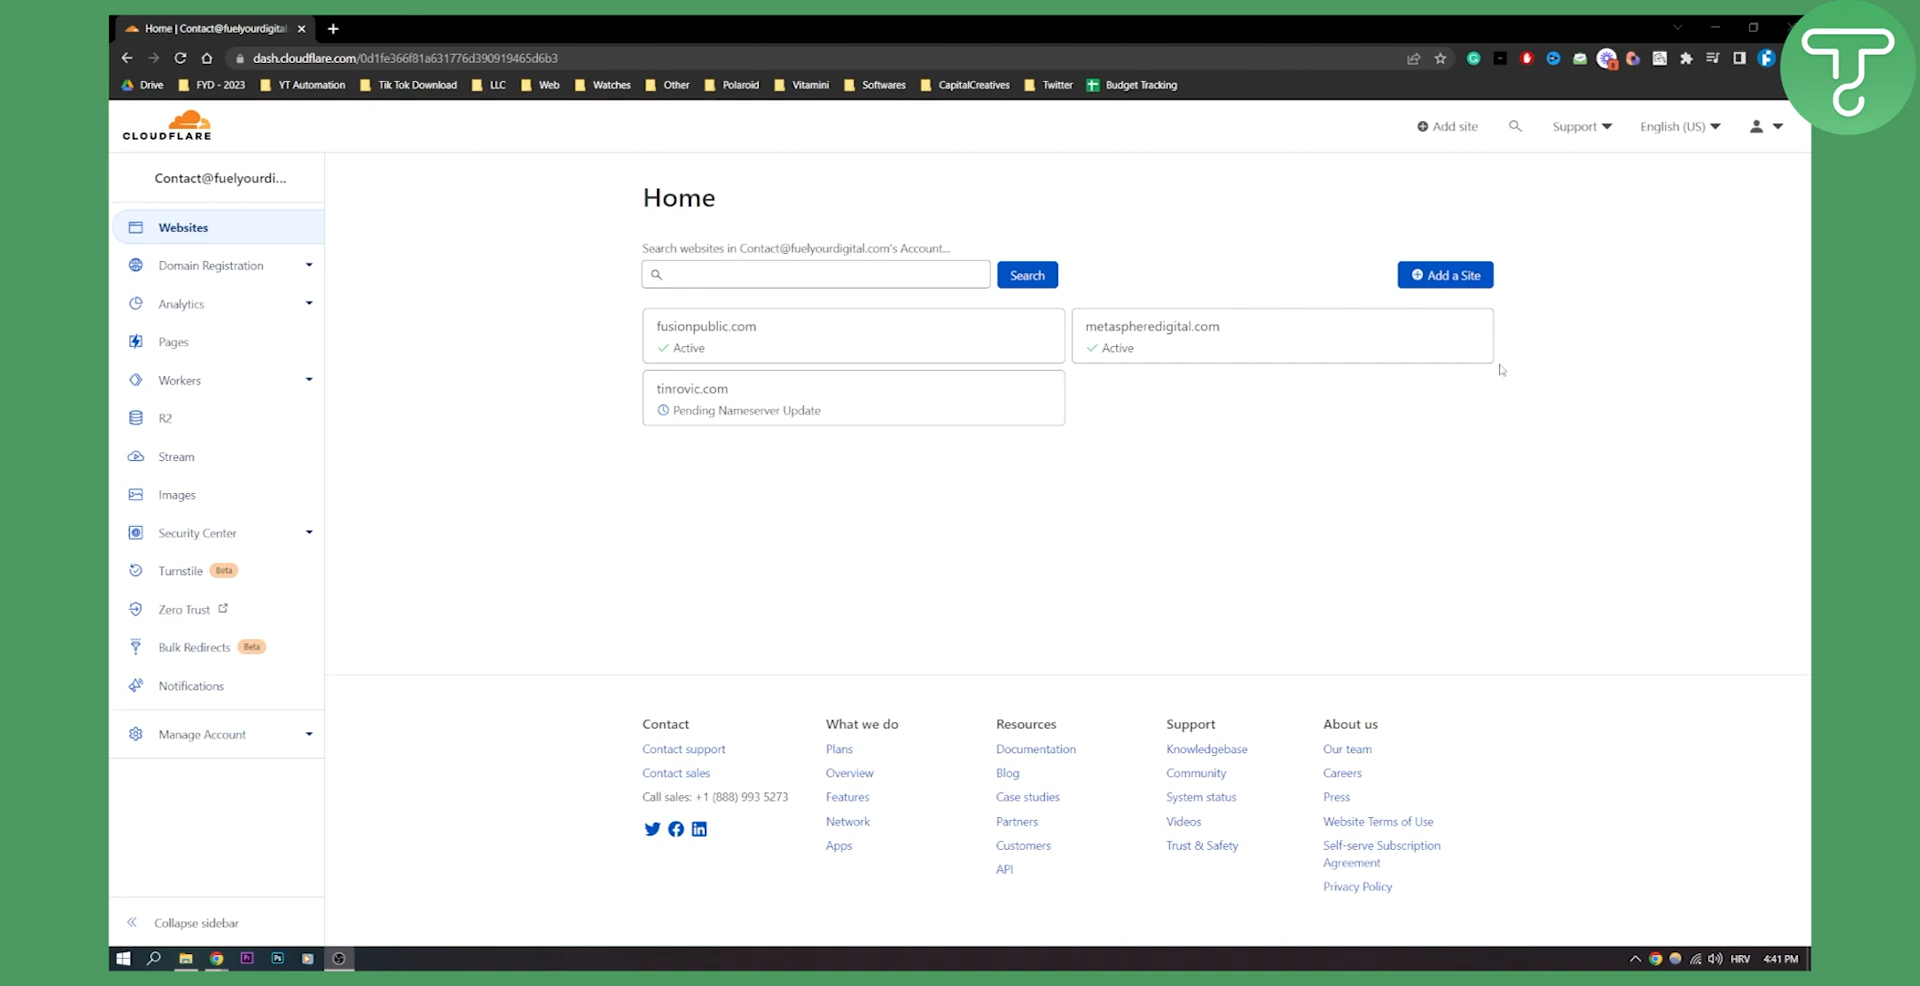 Home | Contact@fuelyourdigital
dash.cloudflare.com/0d1fe366f81a631776d390919465d6b3
Drive FYD - 2023 YT Automation Tik Tok Download LLC Web Watches Other Polaroid Vitamini Softwares CapitalCreatives Twitter Budget Tracking
CLOUDFLARE
Add site Support English (US)
Contact@fuelyourdi...
Websites
Domain Registration
Analytics
Pages
Workers
R2
Stream
Images
Security Center
Turnstile Beta
Zero Trust
Bulk Redirects Beta
Notifications
Manage Account
Collapse sidebar
Home
Search websites in Contact@fuelyourdigital.com's Account...
Search
Add a Site
fusionpublic.com
Active
metaspheredigital.com
Active
tinrovic.com
Pending Nameserver Update
Contact
Contact support
Contact sales
Call sales: +1 (888) 993 5273
What we do
Plans
Overview
Features
Network
Apps
Resources
Documentation
Blog
Case studies
Partners
Customers
API
Support
Knowledgebase
Community
System status
Videos
Trust & Safety
About us
Our team
Careers
Press
Website Terms of Use
Self-serve Subscription
Agreement
Privacy Policy
Pr Ps
HRV 4:41 PM